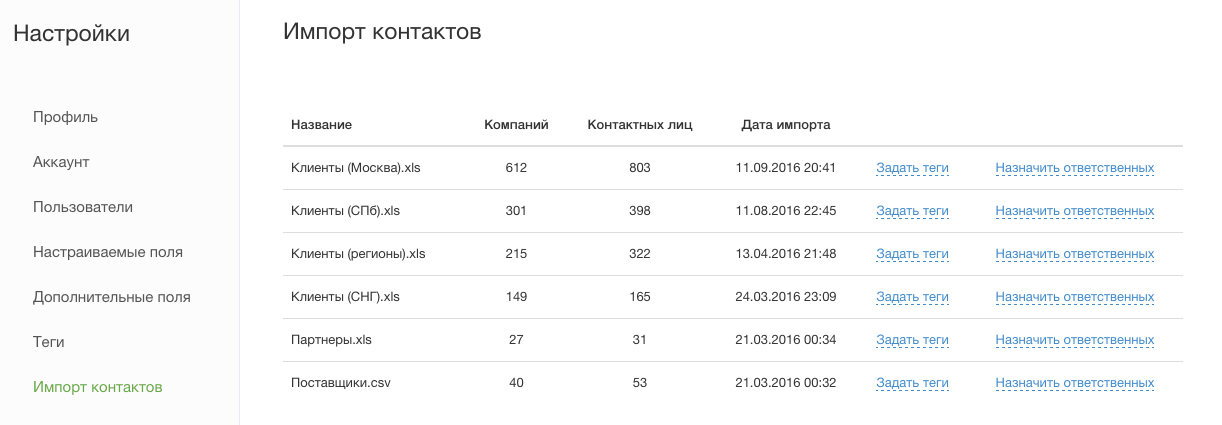 Настройки
Профиль
Аккаунт
Пользователи
Настраиваемые поля
Дополнительные поля
Теги
Импорт контактов
Импорт контактов
Название Компаний Контактных лиц Дата импорта
Клиенты (Москва).xls 612 803 11.09.2016 20:41 Задать теги Назначить ответственных
Клиенты (СПб).xls 301 398 11.08.2016 22:45 Задать теги Назначить ответственных
Клиенты (регионы).xls 215 322 13.04.2016 21:48 Задать теги Назначить ответственных
Клиенты (СНГ).xls 149 165 24.03.2016 23:09 Задать теги Назначить ответственных
Партнеры.xls 27 31 21.03.2016 00:34 Задать теги Назначить ответственных
Поставщики.csv 40 53 21.03.2016 00:32 Задать теги Назначить ответственных